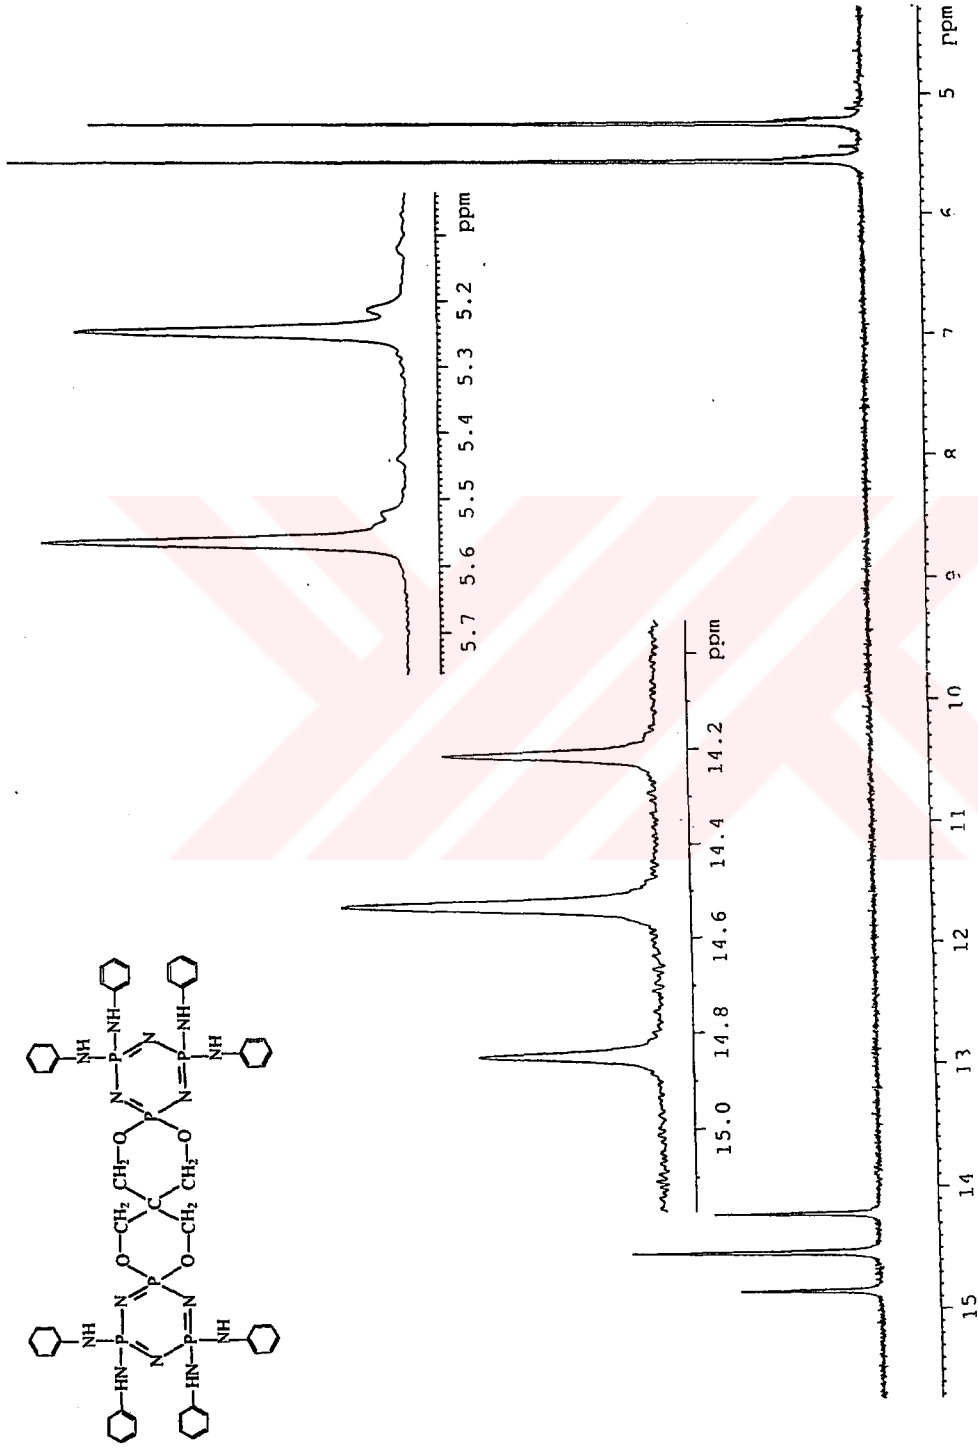 NH NH
HN P N O CH₂ CH₂ O N P NH
N P C P N
HN P N O CH₂ CH₂ O N P NH
NH NH
5.7 5.6 5.5 5.4 5.3 5.2 ppm
15.0 14.8 14.6 14.4 14.2 ppm
15 14 13 12 11 10 9 8 7 6 5 ppm